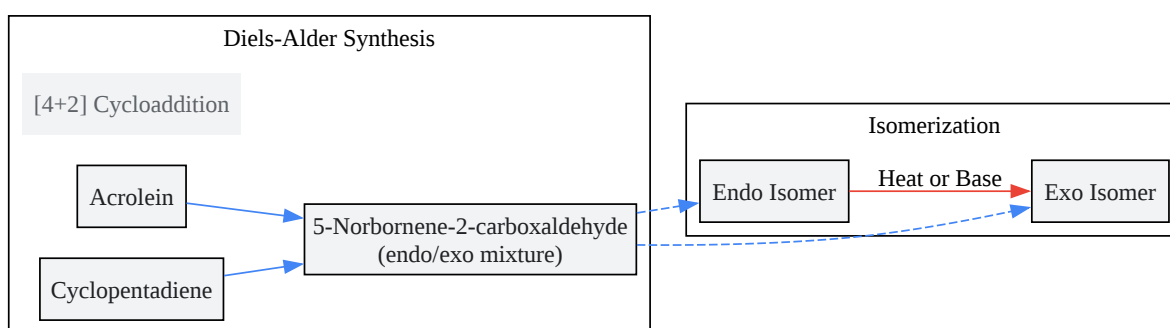 Diels-Alder Synthesis
[4+2] Cycloaddition
Acrolein
Cyclopentadiene
5-Norbornene-2-carboxaldehyde
(endo/exo mixture)
Isomerization
Endo Isomer
Heat or Base
Exo Isomer